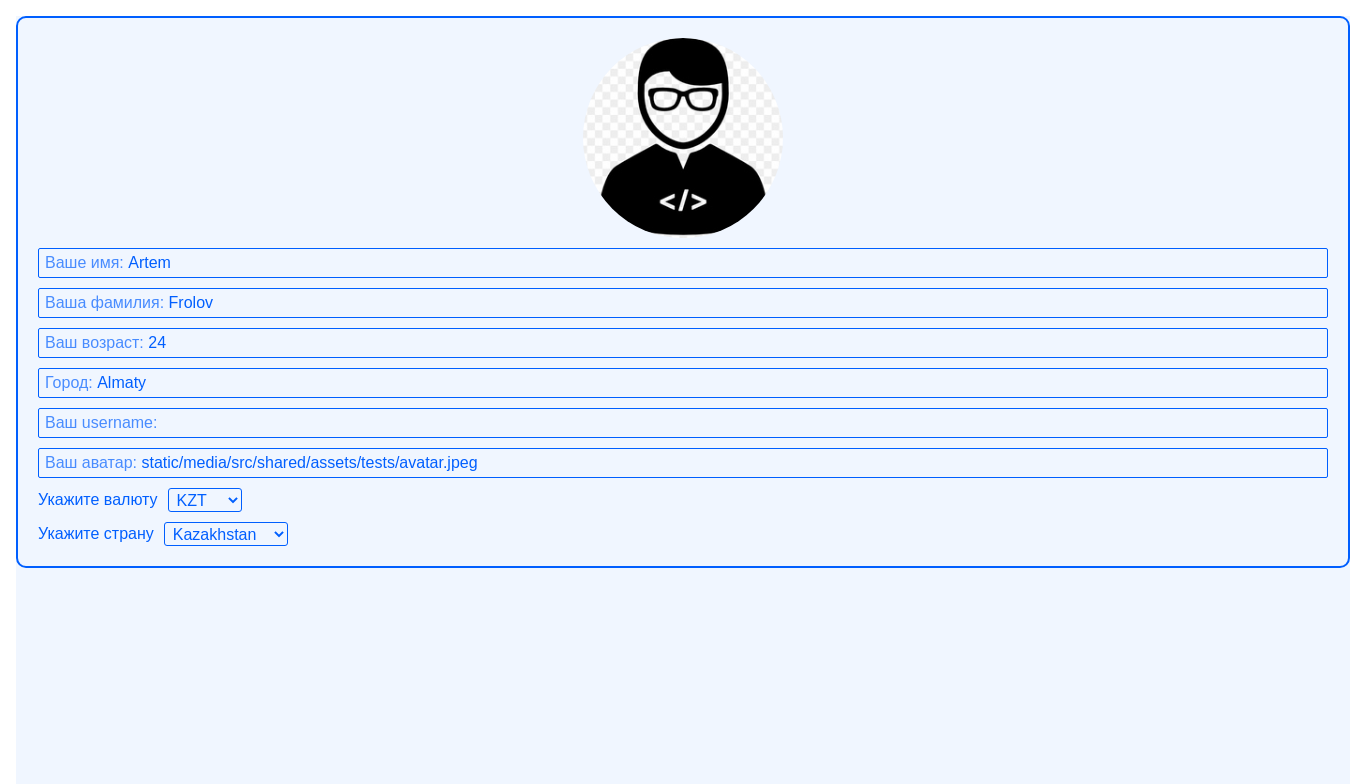 </>
Ваше имя: Artem
Ваша фамилия: Frolov
Ваш возраст: 24
Город: Almaty
Ваш username:
Ваш аватар: static/media/src/shared/assets/tests/avatar.jpeg
Укажите валюту KZT
Укажите страну Kazakhstan